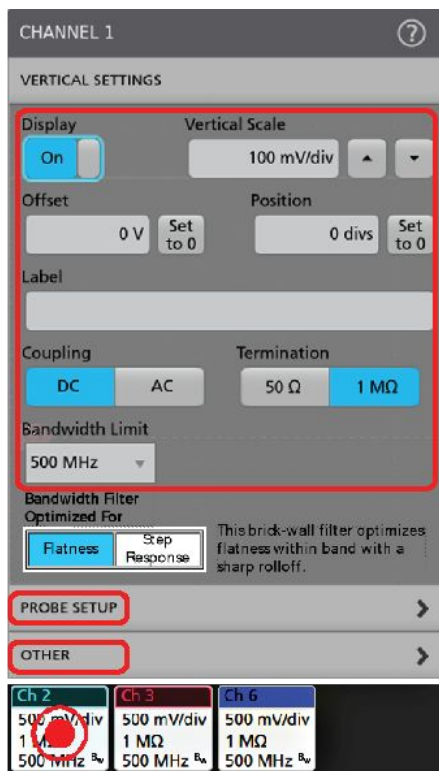 CHANNEL 1 ?
VERTICAL SETTINGS
Display Vertical Scale
On 100 mV/div
Offset Position
0 V Set to 0 0 divs Set to 0
Label
Coupling Termination
DC AC 50 Ω 1 MΩ
Bandwidth Limit
500 MHz
Bandwidth Filter
Optimized For
Flatness Step Response
This brick-wall filter optimizes
flatness within band with a
sharp rolloff.
PROBE SETUP
OTHER
Ch 2 Ch 3 Ch 6
500 mV/div 500 mV/div 500 mV/div
1 MΩ 1 MΩ 1 MΩ
500 MHz Bw 500 MHz Bw 500 MHz Bw